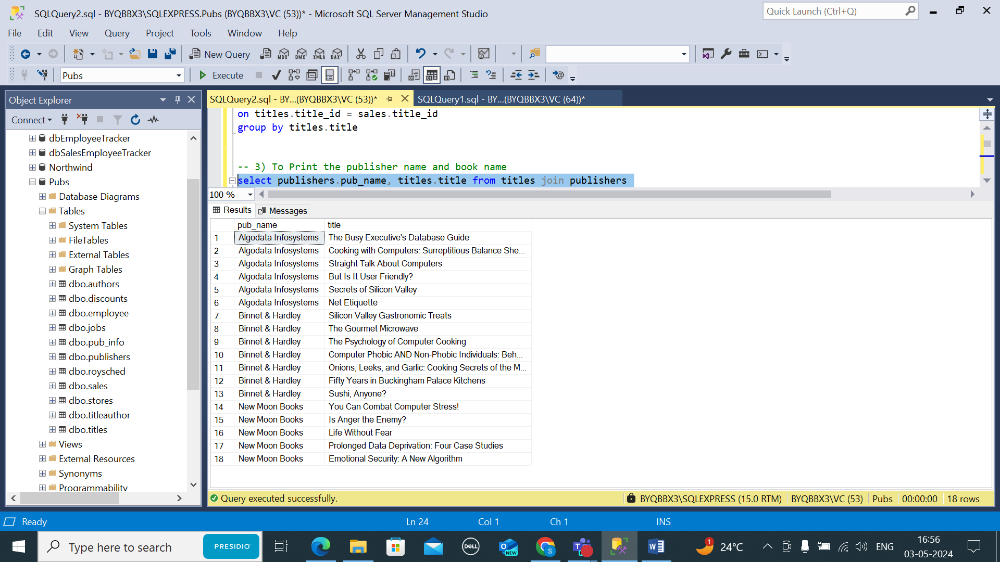 SQLQuery2.sql - BYQBBX3\SQLEXPRESS.Pubs (BYQBBX3\VC (53))* - Microsoft SQL Server Management Studio
Quick Launch (Ctrl+Q)
File Edit View Query Project Tools Window Help
New Query MDX DMX XMLA DAX
Pubs Execute
Object Explorer
SQLQuery2.sql - BY...(BYQBBX3\VC (53))* SQLQuery1.sql - BY...(BYQBBX3\VC (64))*
Connect
dbEmployeeTracker
dbSalesEmployeeTracker
Northwind
Pubs
Database Diagrams
Tables
System Tables
FileTables
External Tables
Graph Tables
dbo.authors
dbo.discounts
dbo.employee
dbo.jobs
dbo.pub_info
dbo.publishers
dbo.roysched
dbo.sales
dbo.stores
dbo.titleauthor
dbo.titles
Views
External Resources
Synonyms
Programmability
on titles.title_id = sales.title_id
group by titles.title
-- 3) To Print the publisher name and book name
select publishers.pub_name, titles.title from titles join publishers
100 %
Results Messages
pub_name title
1 Algodata Infosystems The Busy Executive's Database Guide
2 Algodata Infosystems Cooking with Computers: Surreptitious Balance She...
3 Algodata Infosystems Straight Talk About Computers
4 Algodata Infosystems But Is It User Friendly?
5 Algodata Infosystems Secrets of Silicon Valley
6 Algodata Infosystems Net Etiquette
7 Binnet & Hardley Silicon Valley Gastronomic Treats
8 Binnet & Hardley The Gourmet Microwave
9 Binnet & Hardley The Psychology of Computer Cooking
10 Binnet & Hardley Computer Phobic AND Non-Phobic Individuals: Beh...
11 Binnet & Hardley Onions, Leeks, and Garlic: Cooking Secrets of the M...
12 Binnet & Hardley Fifty Years in Buckingham Palace Kitchens
13 Binnet & Hardley Sushi, Anyone?
14 New Moon Books You Can Combat Computer Stress!
15 New Moon Books Is Anger the Enemy?
16 New Moon Books Life Without Fear
17 New Moon Books Prolonged Data Deprivation: Four Case Studies
18 New Moon Books Emotional Security: A New Algorithm
Query executed successfully. BYQBBX3\SQLEXPRESS (15.0 RTM) BYQBBX3\VC (53) Pubs 00:00:00 18 rows
Ready Ln 24 Col 1 Ch 1 INS
Type here to search PRESIDIO DELL NEW S 1 24°C ENG 16:56
03-05-2024